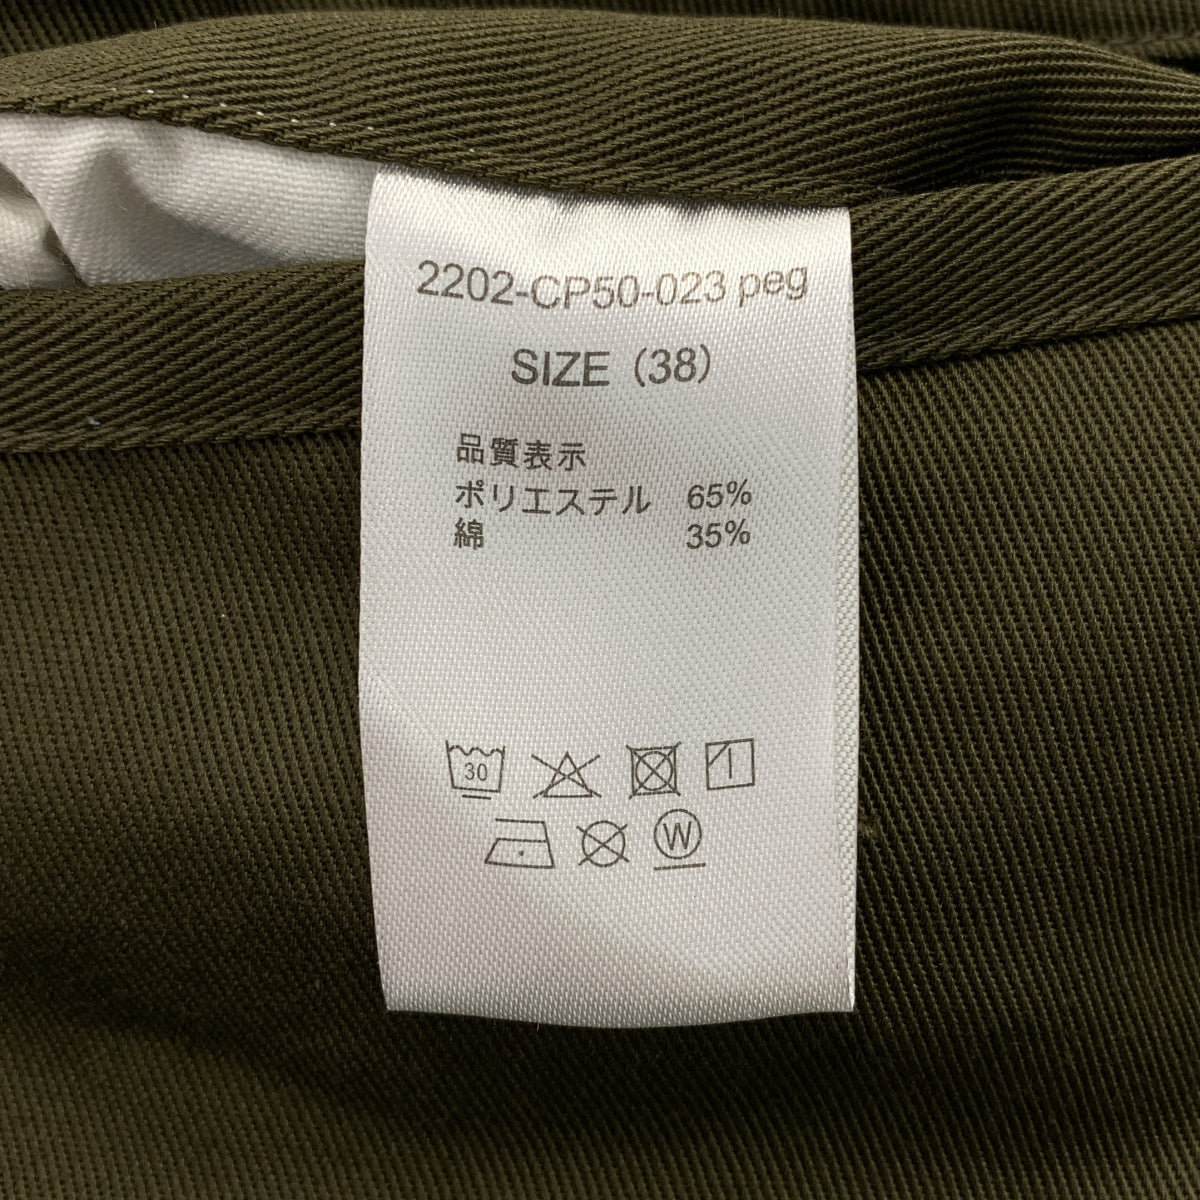 2202-CP50-023 peg
SIZE（38）
品質表示
ポリエステル 65%
綿 35%
30
W